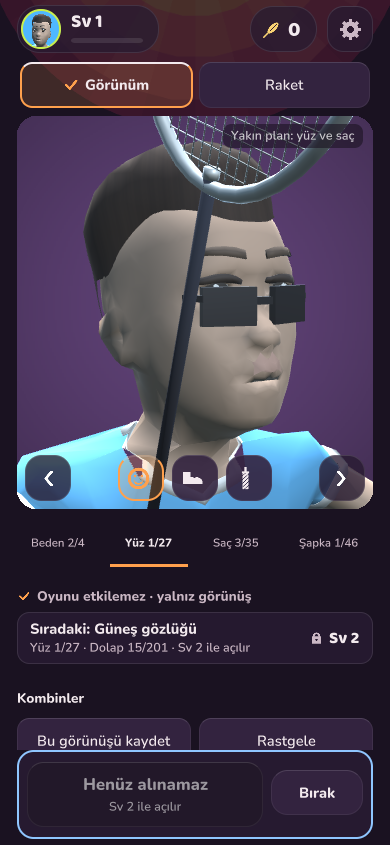 Sv 1
0
Görünüm
Raket
Yakın plan: yüz ve saç
Beden 2/4
Yüz 1/27
Saç 3/35
Şapka 1/46
Oyunu etkilemez · yalnız görünüş
Sıradaki: Güneş gözlüğü
Yüz 1/27 · Dolap 15/201 · Sv 2 ile açılır
Sv 2
Kombinler
Bu görünüşü kaydet
Rastgele
Henüz alınamaz
Sv 2 ile açılır
Bırak